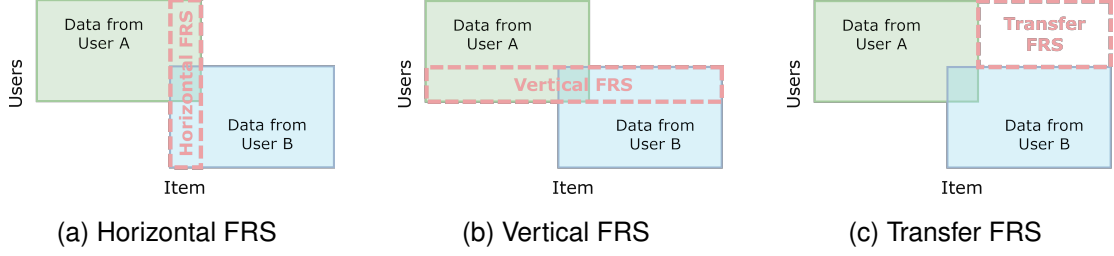 Users
Data from
User A
Horizontal FRS
Data from
User B
Item
(a) Horizontal FRS
Users
Data from
User A
Vertical FRS
Data from
User B
Item
(b) Vertical FRS
Users
Data from
User A
Transfer
FRS
Data from
User B
Item
(c) Transfer FRS